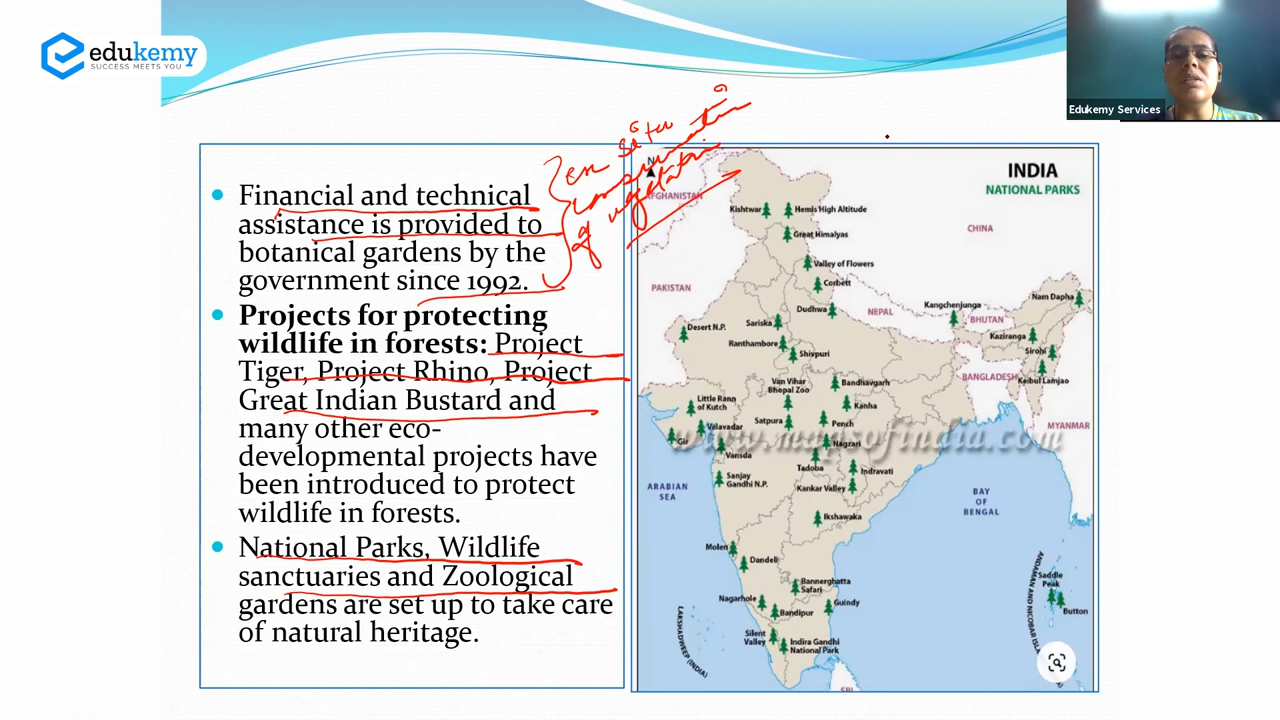 edukemy
SUCCESS MEETS YOU
Edukemy Services
ex situ
conservation
of vegetation
Financial and technical
assistance is provided to
botanical gardens by the
government since 1992.
Projects for protecting
wildlife in forests: Project
Tiger, Project Rhino, Project
Great Indian Bustard and
many other eco-
developmental projects have
been introduced to protect
wildlife in forests.
National Parks, Wildlife
sanctuaries and Zoological
gardens are set up to take care
of natural heritage.
INDIA
NATIONAL PARKS
N
AFGHANISTAN
Kishtwar
Hemis High Altitude
CHINA
Great Himalyas
Valley of Flowers
Corbett
PAKISTAN
Dudhwa
NEPAL
Kangchenjunga
Nam Dapha
BHUTAN
Desert N.P.
Sariska
Kaziranga
Ranthambore
Shivpuri
Sirohi
BANGLADESH
Keibul Lamjao
Van Vihar
Bhopal Zoo
Bandhavgarh
Little Rann
of Kutch
Kanha
Satpura
Pench
MYANMAR
Gir
Velavadar
www.mapsofindia.com
Nagzari
Vansda
Tadoba
Indravati
Sanjay
Gandhi N.P.
Kankar Valley
ARABIAN
SEA
BAY
OF
BENGAL
Ikshawaka
Molen
Dandeli
Bannerghatta
Safari
Nagarhole
Guindy
Bandipur
Silent
Valley
Indira Gandhi
National Park
LAKSHADWEEP (INDIA)
Saddle
Peak
Button